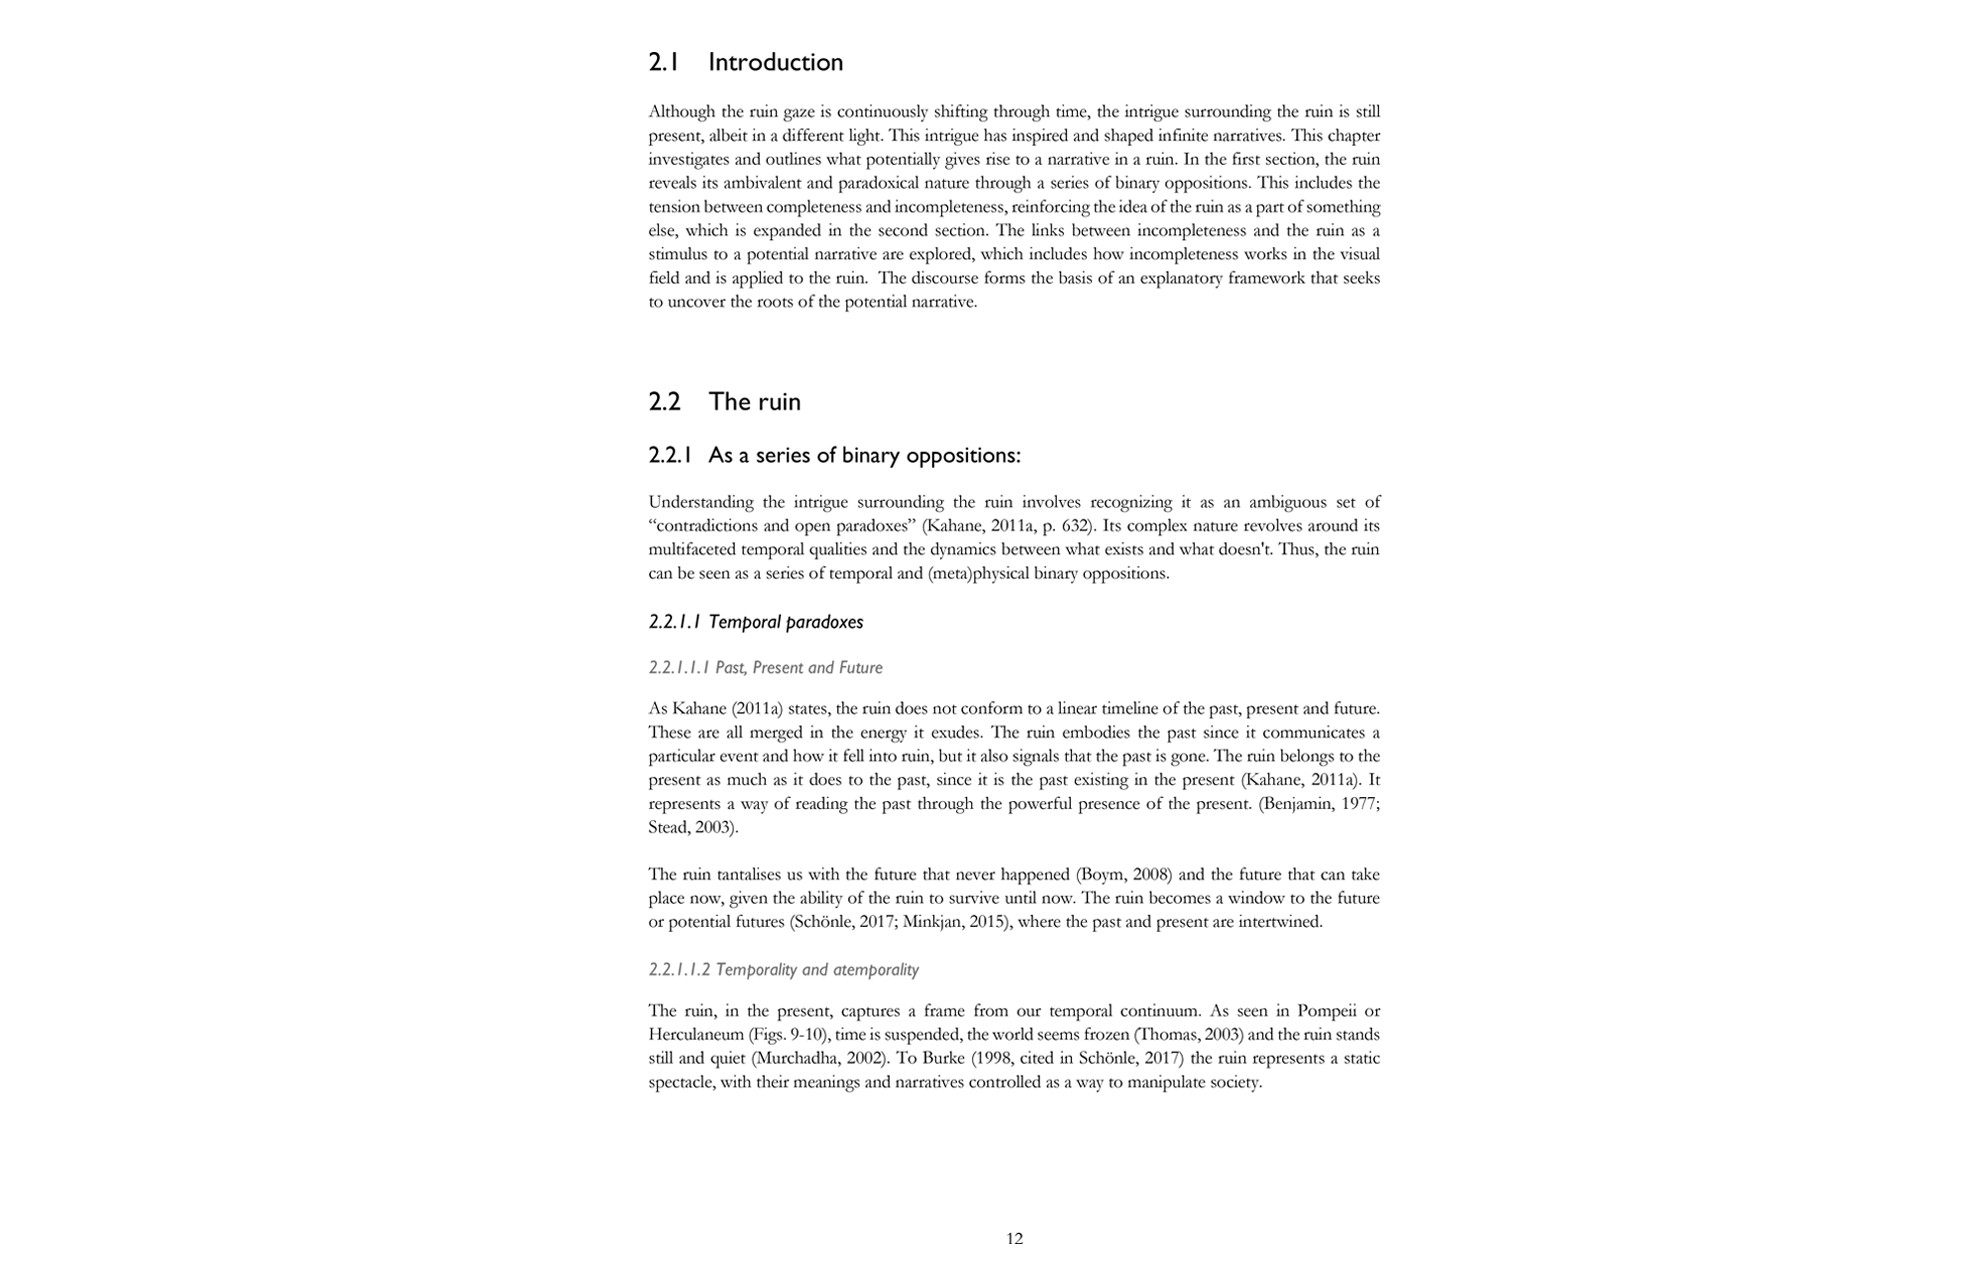 2.1 Introduction
Although the ruin gaze is continuously shifting through time, the intrigue surrounding the ruin is still
present, albeit in a different light. This intrigue has inspired and shaped infinite narratives. This chapter
investigates and outlines what potentially gives rise to a narrative in a ruin. In the first section, the ruin
reveals its ambivalent and paradoxical nature through a series of binary oppositions. This includes the
tension between completeness and incompleteness, reinforcing the idea of the ruin as a part of something
else, which is expanded in the second section. The links between incompleteness and the ruin as a
stimulus to a potential narrative are explored, which includes how incompleteness works in the visual
field and is applied to the ruin.  The discourse forms the basis of an explanatory framework that seeks
to uncover the roots of the potential narrative.
2.2 The ruin
2.2.1 As a series of binary oppositions:
Understanding the intrigue surrounding the ruin involves recognizing it as an ambiguous set of
“contradictions and open paradoxes” (Kahane, 2011a, p. 632). Its complex nature revolves around its
multifaceted temporal qualities and the dynamics between what exists and what doesn't. Thus, the ruin
can be seen as a series of temporal and (meta)physical binary oppositions.
2.2.1.1 Temporal paradoxes
2.2.1.1.1 Past, Present and Future
As Kahane (2011a) states, the ruin does not conform to a linear timeline of the past, present and future.
These are all merged in the energy it exudes. The ruin embodies the past since it communicates a
particular event and how it fell into ruin, but it also signals that the past is gone. The ruin belongs to the
present as much as it does to the past, since it is the past existing in the present (Kahane, 2011a). It
represents a way of reading the past through the powerful presence of the present. (Benjamin, 1977;
Stead, 2003).
The ruin tantalises us with the future that never happened (Boym, 2008) and the future that can take
place now, given the ability of the ruin to survive until now. The ruin becomes a window to the future
or potential futures (Schönle, 2017; Minkjan, 2015), where the past and present are intertwined.
2.2.1.1.2 Temporality and atemporality
The ruin, in the present, captures a frame from our temporal continuum. As seen in Pompeii or
Herculaneum (Figs. 9-10), time is suspended, the world seems frozen (Thomas, 2003) and the ruin stands
still and quiet (Murchadha, 2002). To Burke (1998, cited in Schönle, 2017) the ruin represents a static
spectacle, with their meanings and narratives controlled as a way to manipulate society.
12